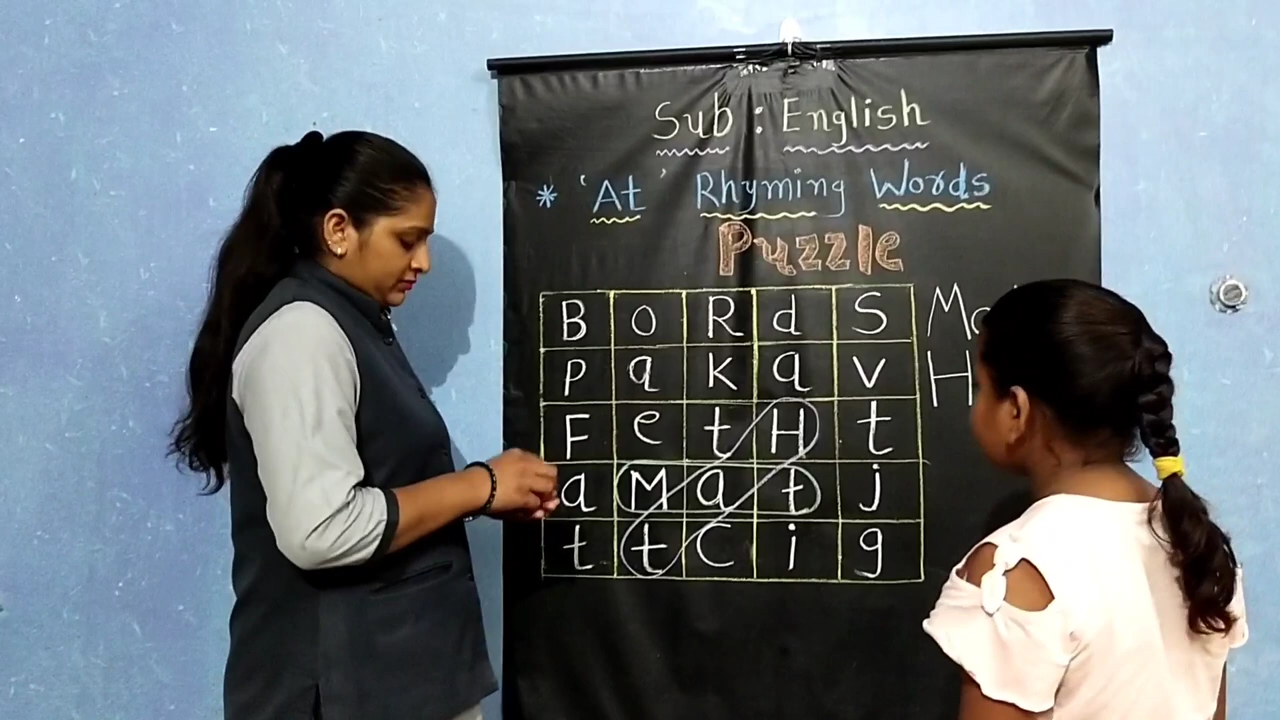 Sub : English
* 'At' Rhyming Words
Puzzle
B o R d S
p a k a v
F e t H t
a M a t j
t t C i g